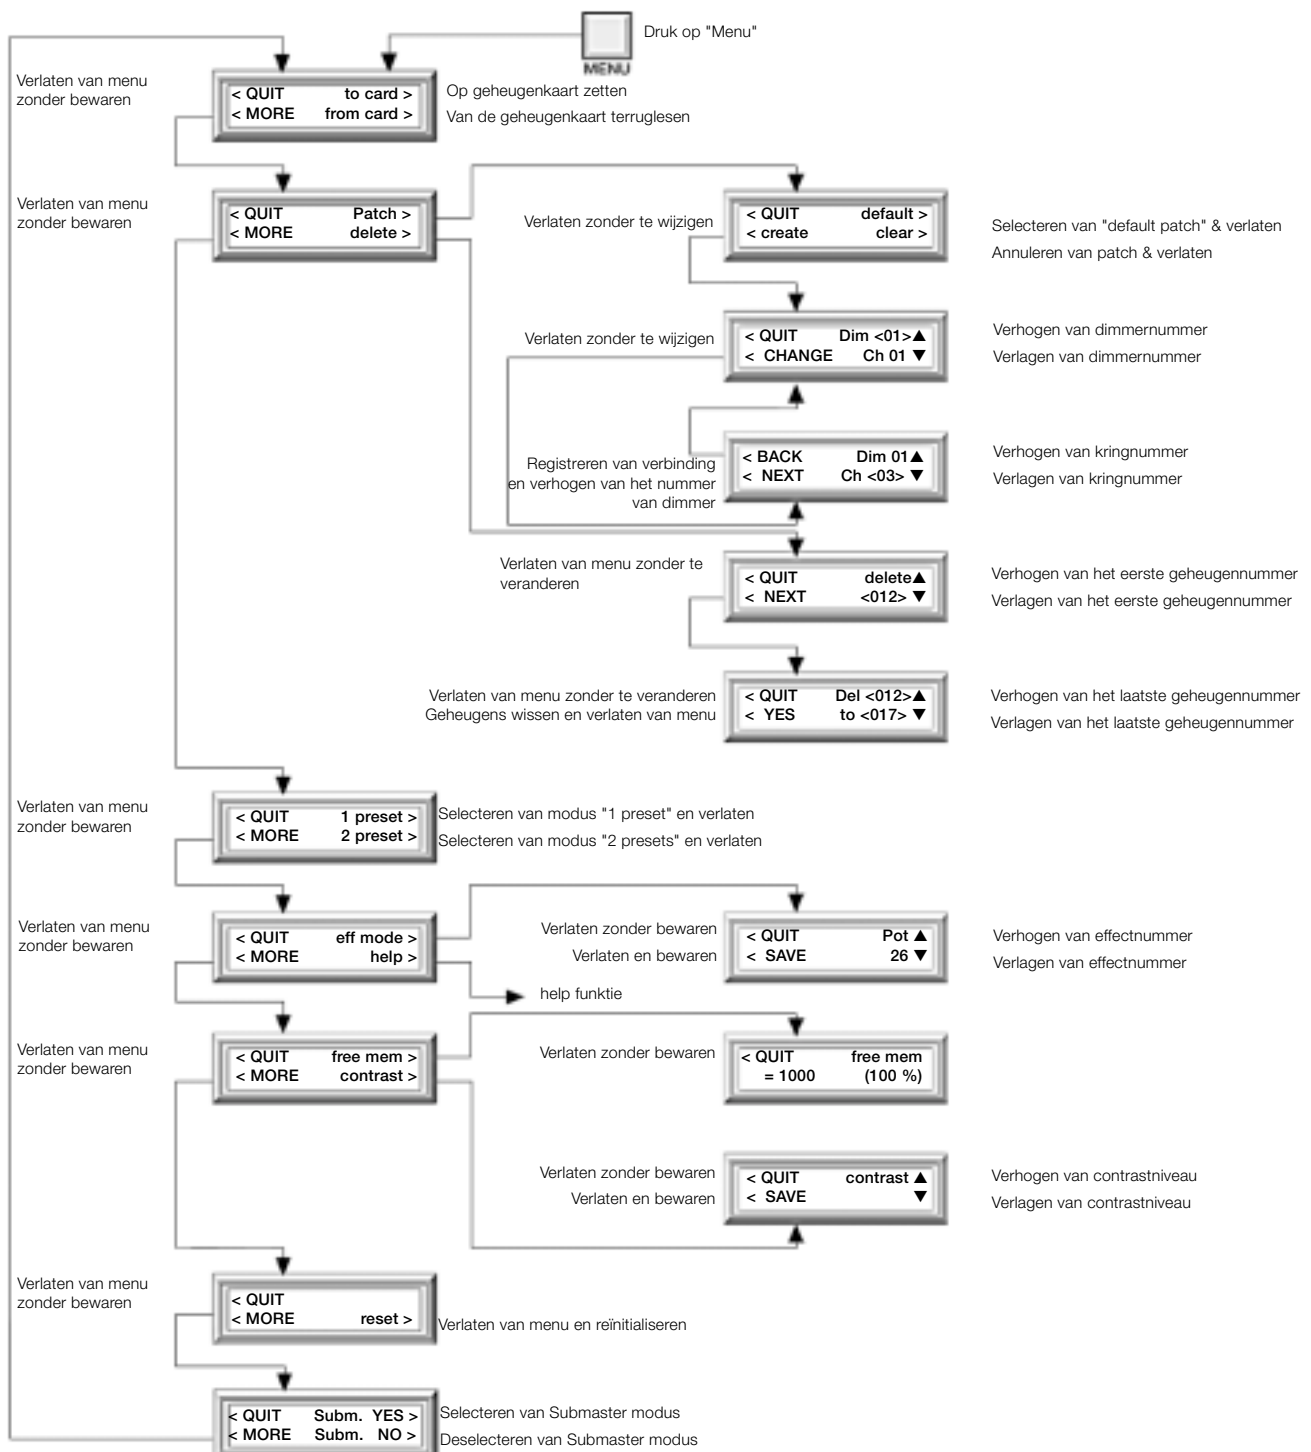 Druk op "Menu"
MENU
Verlaten van menu
zonder bewaren
< QUIT to card >
< MORE from card >
Op geheugenkaart zetten
Van de geheugenkaart terruglesen
Verlaten van menu
zonder bewaren
< QUIT Patch >
< MORE delete >
Verlaten zonder te wijzigen
< QUIT default >
< create clear >
Selecteren van "default patch" & verlaten
Annuleren van patch & verlaten
Verlaten zonder te wijzigen
< QUIT Dim <01>▲
< CHANGE Ch 01 ▼
Verhogen van dimmernummer
Verlagen van dimmernummer
Registreren van verbinding
en verhogen van het nummer
van dimmer
< BACK Dim 01▲
< NEXT Ch <03> ▼
Verhogen van kringnummer
Verlagen van kringnummer
Verlaten van menu zonder te
veranderen
< QUIT delete▲
< NEXT <012> ▼
Verhogen van het eerste geheugennummer
Verlagen van het eerste geheugennummer
Verlaten van menu zonder te veranderen
Geheugens wissen en verlaten van menu
< QUIT Del <012>▲
< YES to <017> ▼
Verhogen van het laatste geheugennummer
Verlagen van het laatste geheugennummer
Verlaten van menu
zonder bewaren
< QUIT 1 preset >
< MORE 2 preset >
Selecteren van modus "1 preset" en verlaten
Selecteren van modus "2 presets" en verlaten
Verlaten van menu
zonder bewaren
< QUIT eff mode >
< MORE help >
Verlaten zonder bewaren
Verlaten en bewaren
< QUIT Pot ▲
< SAVE 26 ▼
Verhogen van effectnummer
Verlagen van effectnummer
help funktie
Verlaten van menu
zonder bewaren
< QUIT free mem >
< MORE contrast >
Verlaten zonder bewaren
< QUIT free mem
= 1000 (100 %)
Verlaten zonder bewaren
Verlaten en bewaren
< QUIT contrast ▲
< SAVE ▼
Verhogen van contrastniveau
Verlagen van contrastniveau
Verlaten van menu
zonder bewaren
< QUIT
< MORE reset >
Verlaten van menu en reïnitialiseren
< QUIT Subm. YES >
< MORE Subm. NO >
Selecteren van Submaster modus
Deselecteren van Submaster modus